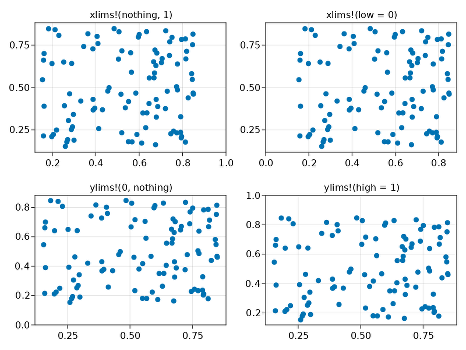 xlims!(nothing, 1)
xlims!(low = 0)
0.75
0.50
0.25
0.2 0.4 0.6 0.8 1.0
0.75
0.50
0.25
0.0 0.2 0.4 0.6 0.8
ylims!(0, nothing)
ylims!(high = 1)
0.8
0.6
0.4
0.2
0.0
0.25 0.50 0.75
1.0
0.8
0.6
0.4
0.2
0.25 0.50 0.75